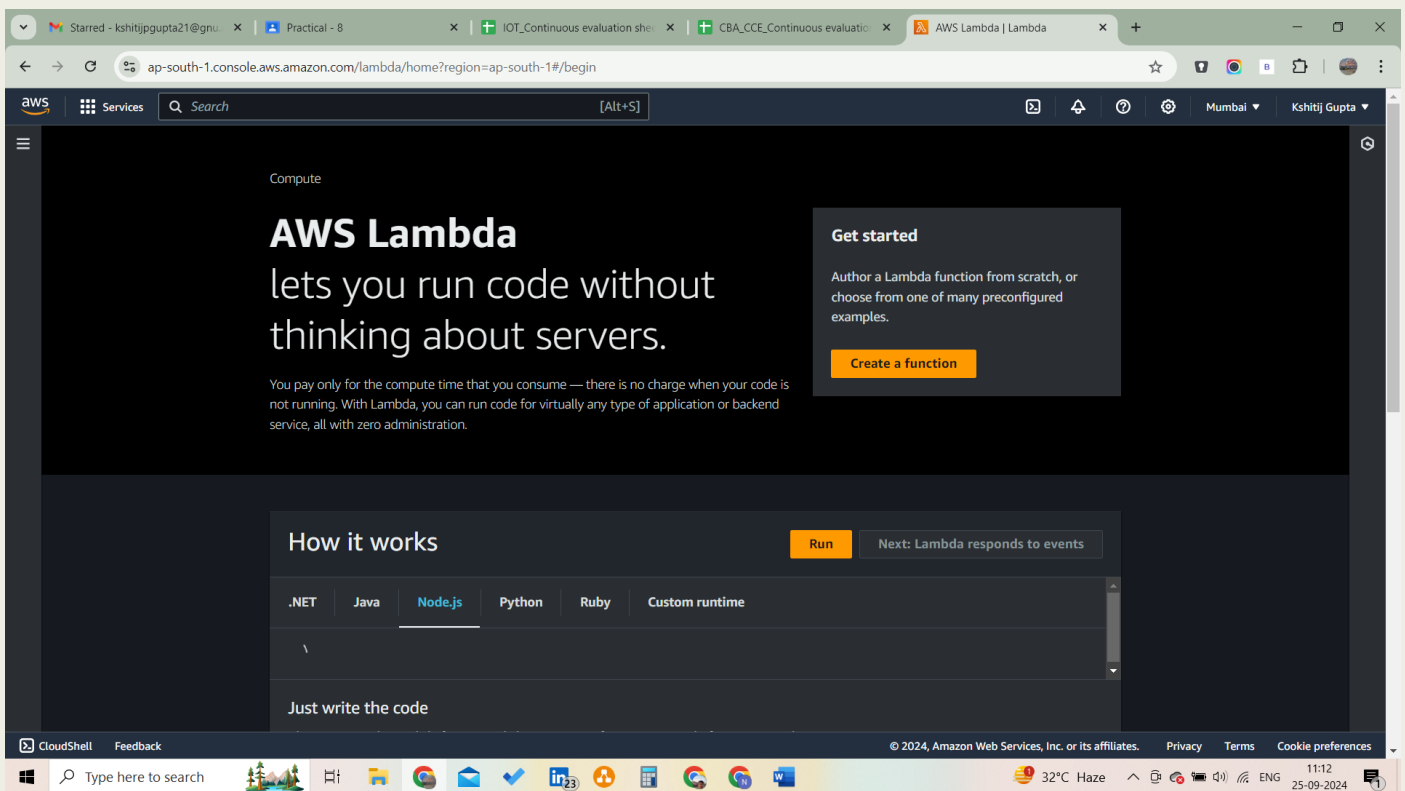 Starred - kshitijpgupta21@gnu.
Practical - 8
IOT_Continuous evaluation shee
CBA_CCE_Continuous evaluatio
AWS Lambda | Lambda
ap-south-1.console.aws.amazon.com/lambda/home?region=ap-south-1#/begin
aws
Services
Search
[Alt+S]
Mumbai ▼
Kshitij Gupta ▼
Compute
AWS Lambda
lets you run code without
thinking about servers.
You pay only for the compute time that you consume — there is no charge when your code is
not running. With Lambda, you can run code for virtually any type of application or backend
service, all with zero administration.
Get started
Author a Lambda function from scratch, or
choose from one of many preconfigured
examples.
Create a function
How it works
Run
Next: Lambda responds to events
.NET
Java
Node.js
Python
Ruby
Custom runtime
\
Just write the code
CloudShell
Feedback
© 2024, Amazon Web Services, Inc. or its affiliates.
Privacy
Terms
Cookie preferences
Type here to search
23
32°C Haze
ENG
11:12
25-09-2024
1